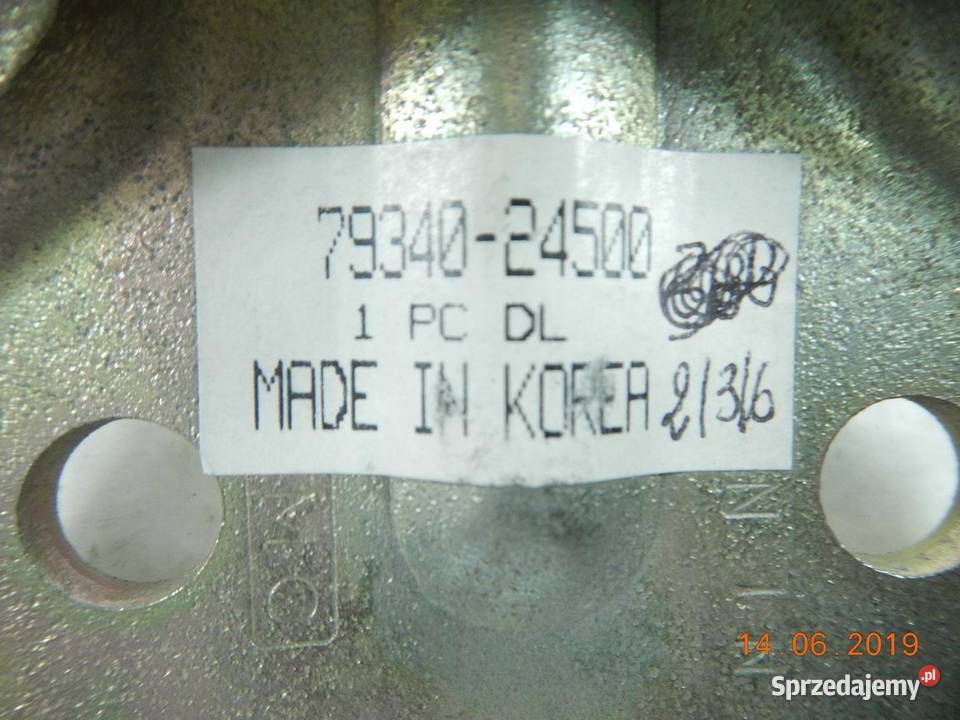 79340-24500
1 PC DL
MADE IN KOREA 2/3/6
14.06.2019
Sprzedajemy.pl